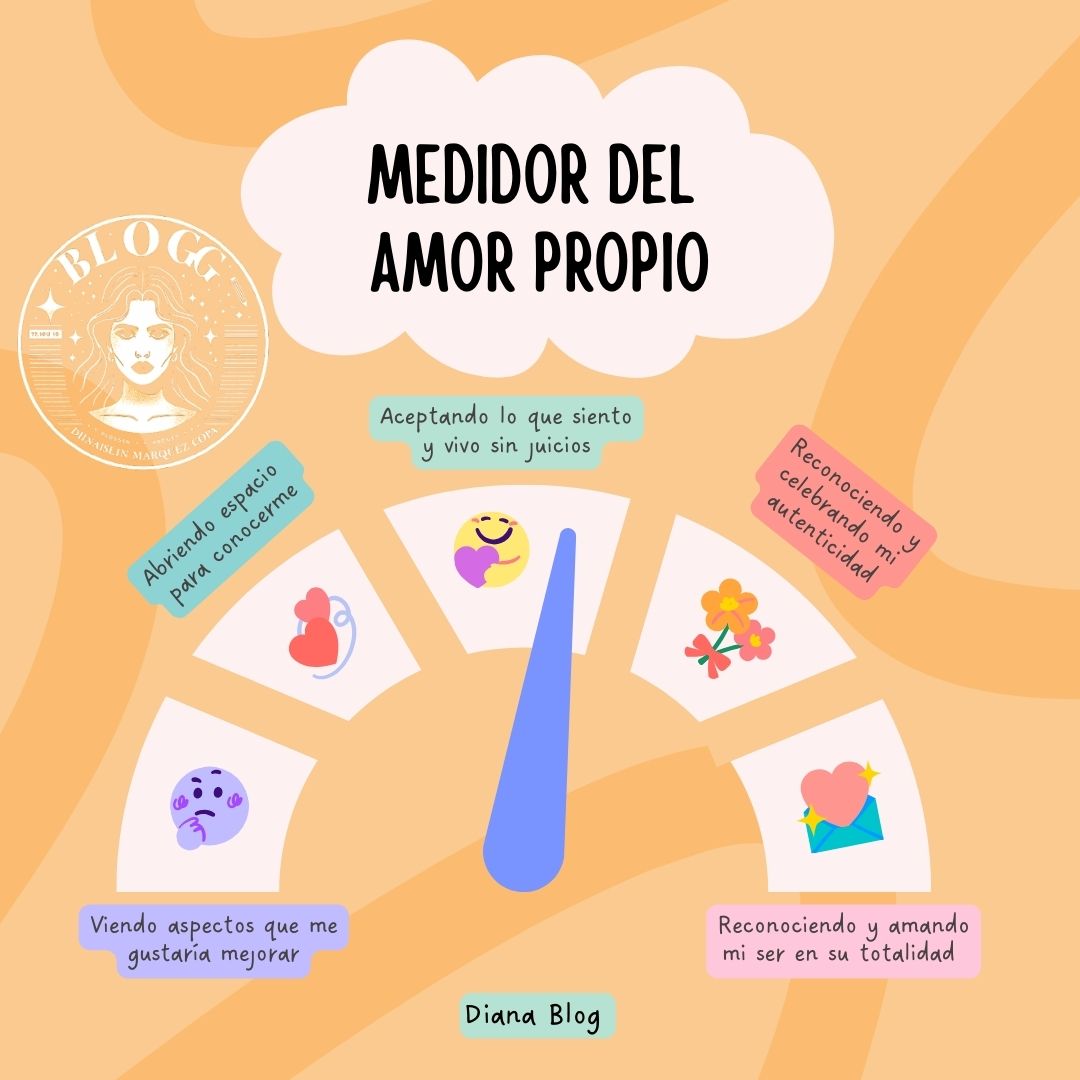 MEDIDOR DEL
AMOR PROPIO
BLOGG
DIINAISLIN MARQUEZ COPA
Aceptando lo que siento
y vivo sin juicios
Abriendo espacio
para conocerme
Reconociendo y
celebrando mi
autenticidad
Viendo aspectos que me
gustaría mejorar
Reconociendo y amando
mi ser en su totalidad
Diana Blog